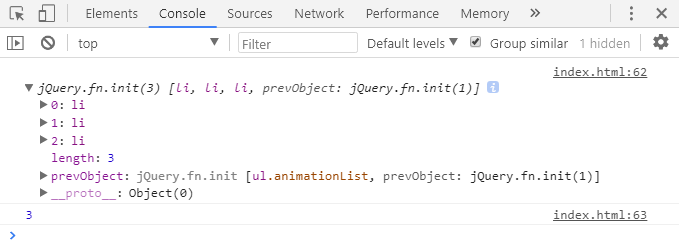 Elements Console Sources Network Performance Memory »
top Filter Default levels Group similar 1 hidden
index.html:62
jQuery.fn.init(3) [li, li, li, prevObject: jQuery.fn.init(1)] i
0: li
1: li
2: li
length: 3
prevObject: jQuery.fn.init [ul.animationList, prevObject: jQuery.fn.init(1)]
__proto__: Object(0)
3 index.html:63